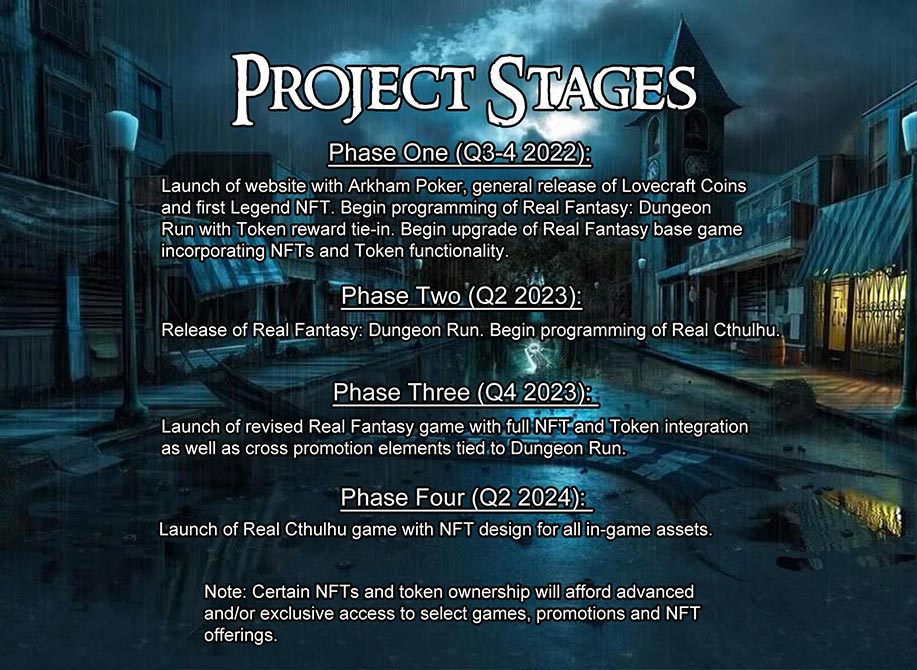 PROJECT STAGES
Phase One (Q3-4 2022):
Launch of website with Arkham Poker, general release of Lovecraft Coins
and first Legend NFT. Begin programming of Real Fantasy: Dungeon
Run with Token reward tie-in. Begin upgrade of Real Fantasy base game
incorporating NFTs and Token functionality.
Phase Two (Q2 2023):
Release of Real Fantasy: Dungeon Run. Begin programming of Real Cthulhu.
Phase Three (Q4 2023):
Launch of revised Real Fantasy game with full NFT and Token integration
as well as cross promotion elements tied to Dungeon Run.
Phase Four (Q2 2024):
Launch of Real Cthulhu game with NFT design for all in-game assets.
Note: Certain NFTs and token ownership will afford advanced
and/or exclusive access to select games, promotions and NFT
offerings.